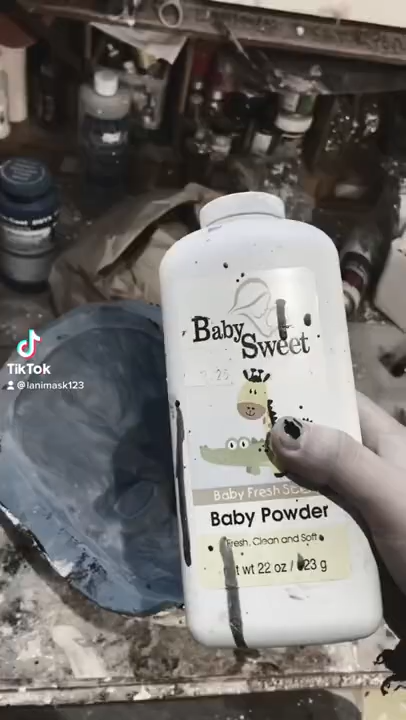 TikTok
@lanimask123
Baby
Sweet
Baby Fresh Scent
Baby Powder
Fresh, Clean and Soft
wt 22 oz / 623 g